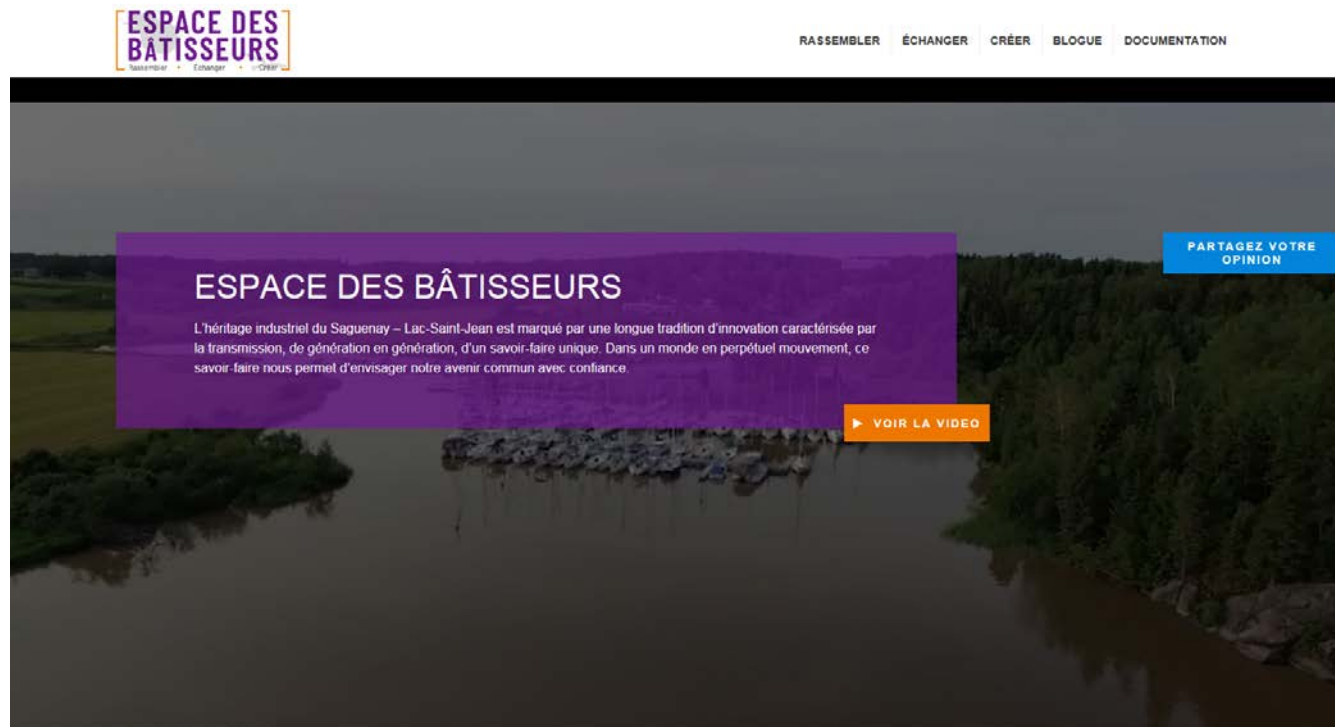 ESPACE DES
BÂTISSEURS
Rassembler • Échanger • Créer
RASSEMBLER ÉCHANGER CRÉER BLOGUE DOCUMENTATION
PARTAGEZ VOTRE
OPINION
ESPACE DES BÂTISSEURS
L'héritage industriel du Saguenay – Lac-Saint-Jean est marqué par une longue tradition d'innovation caractérisée par
la transmission, de génération en génération, d'un savoir-faire unique. Dans un monde en perpétuel mouvement, ce
savoir-faire nous permet d'envisager notre avenir commun avec confiance.
► VOIR LA VIDEO